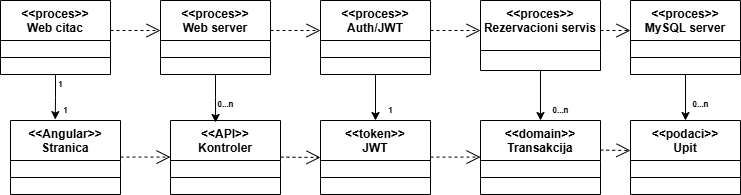 <<proces>>
Web citac
<<proces>>
Web server
<<proces>>
Auth/JWT
<<proces>>
Rezervacioni servis
<<proces>>
MySQL server
1
1
0...n
1
0...n
0...n
<<Angular>>
Stranica
<<API>>
Kontroler
<<token>>
JWT
<<domain>>
Transakcija
<<podaci>>
Upit